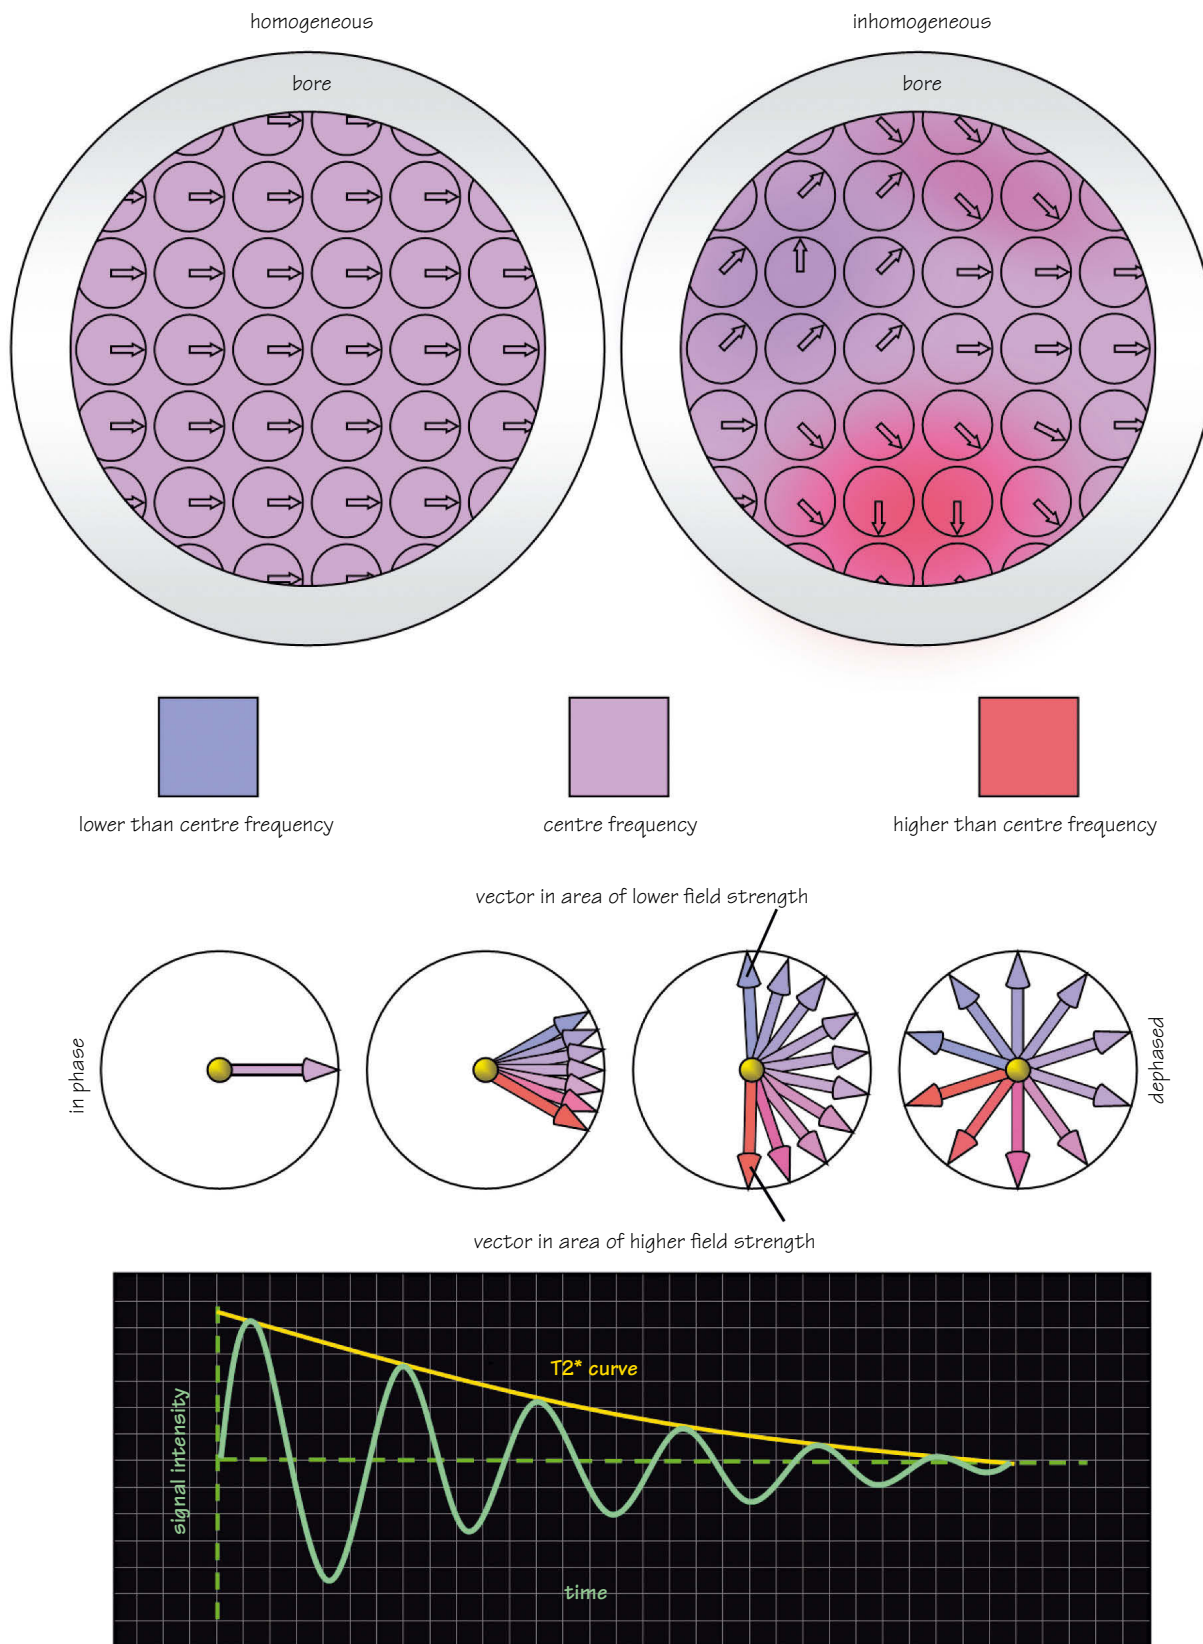 homogeneous
inhomogeneous
bore
bore
lower than centre frequency
centre frequency
higher than centre frequency
vector in area of lower field strength
in phase
dephased
vector in area of higher field strength
T2* curve
signal intensity
time